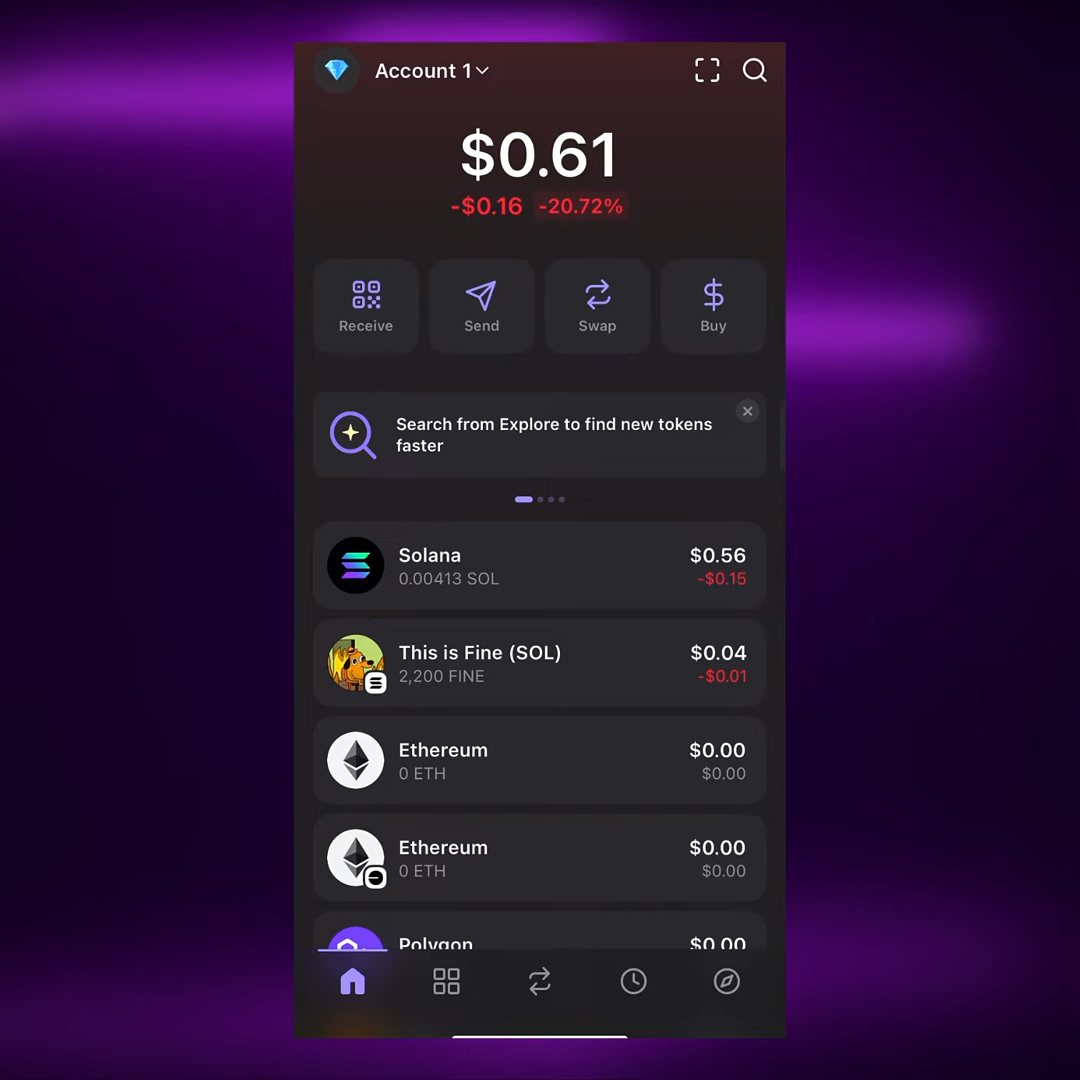 Account 1
$0.61
-$0.16 -20.72%
Receive Send Swap Buy
Search from Explore to find new tokens
faster
Solana $0.56
0.00413 SOL -$0.15
This is Fine (SOL) $0.04
2,200 FINE -$0.01
Ethereum $0.00
0 ETH $0.00
Ethereum $0.00
0 ETH $0.00
Polygon $0.00